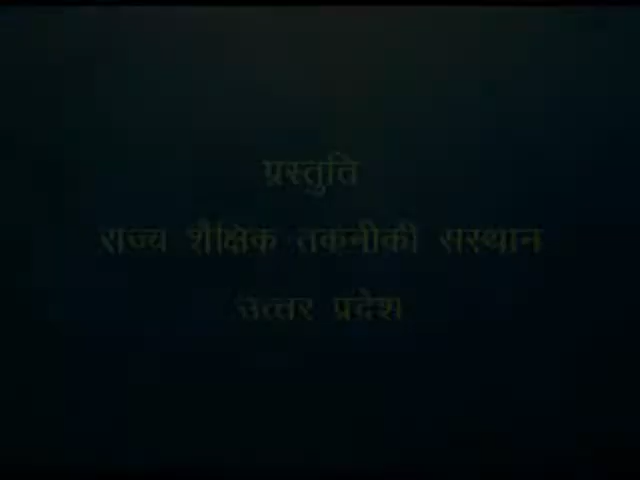 प्रस्तुति
राज्य शैक्षिक तकनीकी संस्थान
उत्तर प्रदेश